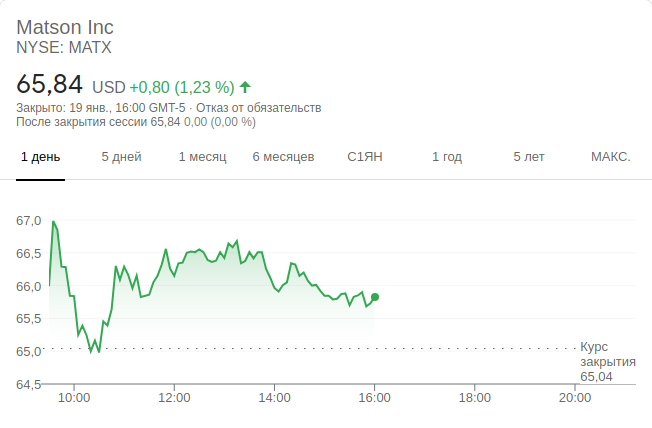 Matson Inc
NYSE: MATX
65,84 USD +0,80 (1,23 %)
Закрыто: 19 янв., 16:00 GMT-5 · Отказ от обязательств
После закрытия сессии 65,84 0,00 (0,00 %)
1 день 5 дней 1 месяц 6 месяцев С1ЯН 1 год 5 лет МАКС.
67,0
66,5
66,0
65,5
65,0
64,5
Курс
закрытия
65,04
10:00 12:00 14:00 16:00 18:00 20:00